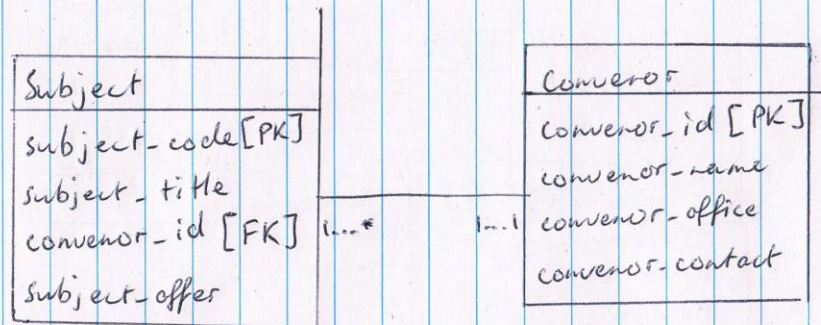 Subject
subject_code [PK]
subject_title
convenor_id [FK]
subject_offer
1...*
1...1
Convenor
convenor_id [PK]
convenor_name
convenor_office
convenor_contact